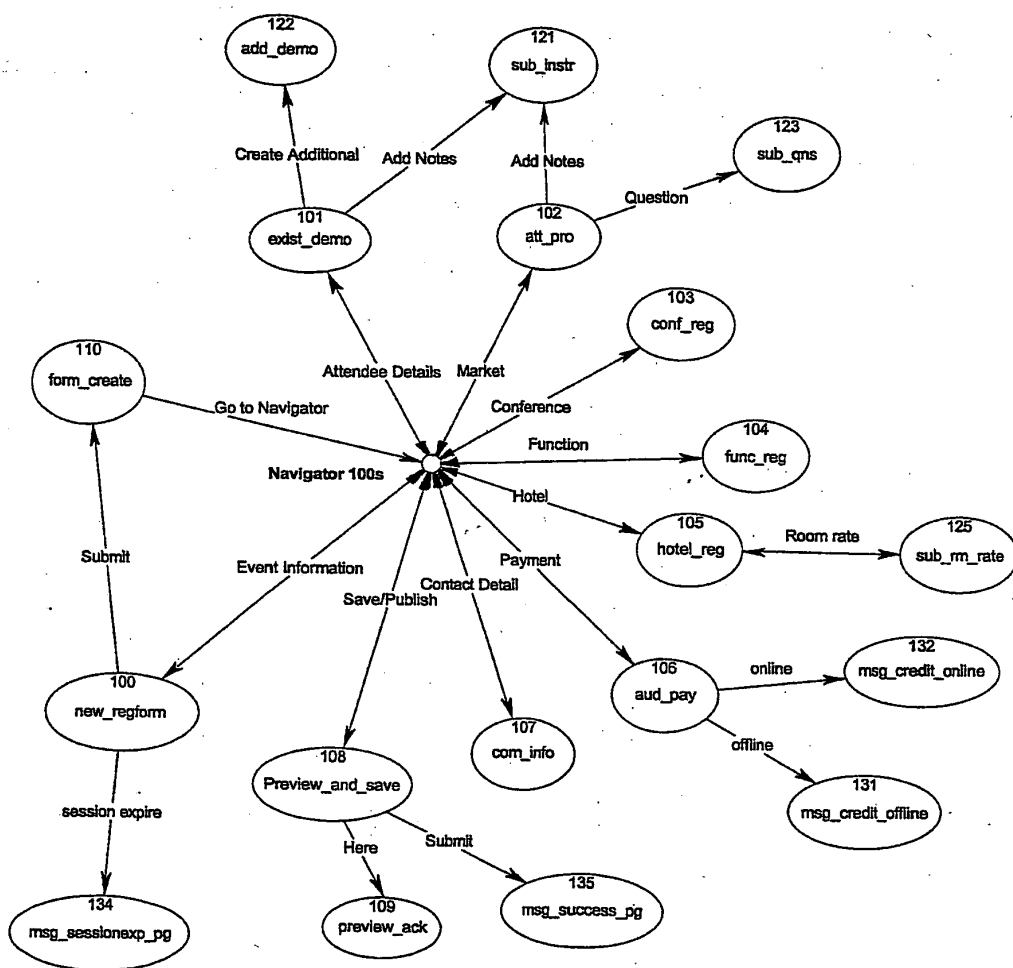 122
add_demo
121
sub_instr
123
sub_qns
Create Additional
Add Notes
Add Notes
Question
101
exist_demo
102
att_pro
103
conf_reg
110
form_create
Attendee Details
Market
Go to Navigator
Conference
Function
104
func_reg
Navigator 100s
Hotel
105
hotel_reg
Room rate
125
sub_rm_rate
Submit
Event Information
Save/Publish
Contact Detail
Payment
132
msg_credit_online
106
aud_pay
online
100
new_regform
107
com_info
offline
131
msg_credit_offline
108
Preview_and_save
session expire
Here
Submit
134
msg_sessionexp_pg
109
preview_ack
135
msg_success_pg